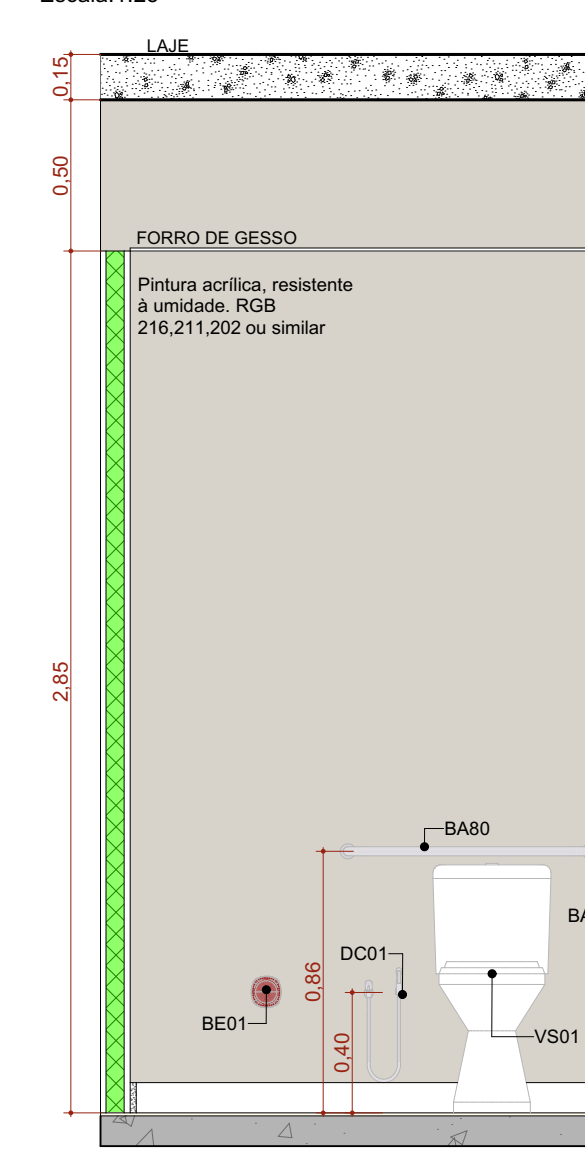 LAJE
0,15
0,50
FORRO DE GESSO
Pintura acrílica, resistente
à umidade. RGB
216,211,202 ou similar
2,85
BA80
BA
DC01
0,86
BE01
0,40
VS01